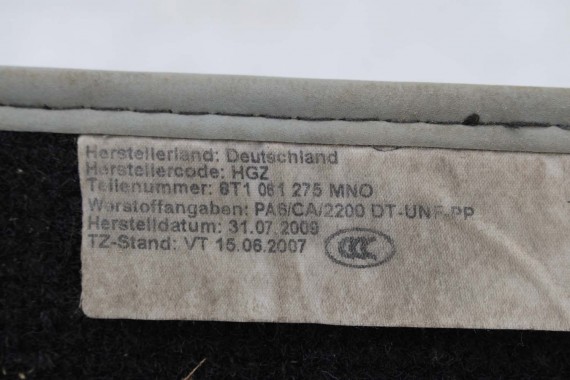 Herstellerland: Deutschland
Herstellercode: HGZ
Teilenummer: 8T1 061 275 MNO
Werstoffangaben: PA6/CA/2200 DT-UNF-PP
Herstelldatum: 31.07.2009
TZ-Stand: VT 15.06.2007
CCC